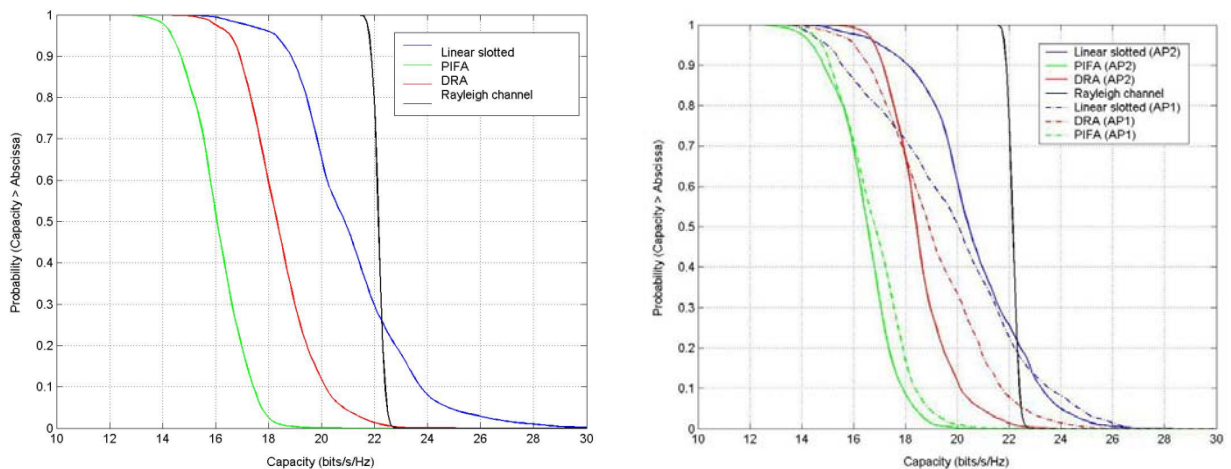 1
0.9
0.8
0.7
0.6
0.5
0.4
0.3
0.2
0.1
0
10 12 14 16 18 20 22 24 26 28 30
Probability (Capacity > Abscissa)
Capacity (bits/s/Hz)
Linear slotted
PIFA
DRA
Rayleigh channel
1
0.9
0.8
0.7
0.6
0.5
0.4
0.3
0.2
0.1
0
10 12 14 16 18 20 22 24 26 28 30
Probability (Capacity > Abscissa)
Capacity (bits/s/Hz)
Linear slotted (AP2)
PIFA (AP2)
DRA (AP2)
Rayleigh channel
Linear slotted (AP1)
DRA (AP1)
PIFA (AP1)